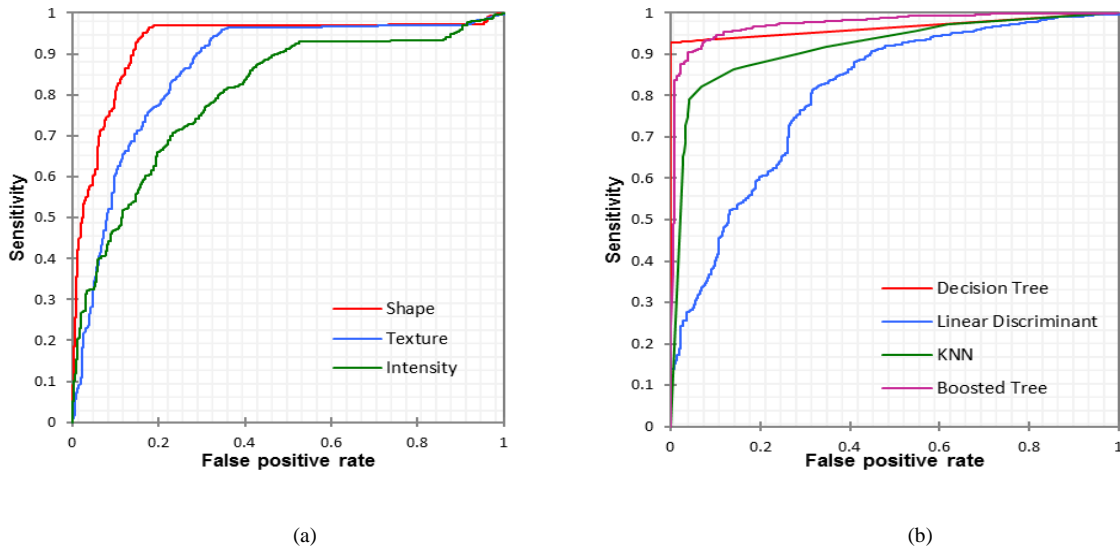 1
0.9
0.8
0.7
0.6
0.5
0.4
0.3
0.2
0.1
0
Sensitivity
Shape
Texture
Intensity
0 0.2 0.4 0.6 0.8 1
False positive rate
(a)
1
0.9
0.8
0.7
0.6
0.5
0.4
0.3
0.2
0.1
0
Sensitivity
Decision Tree
Linear Discriminant
KNN
Boosted Tree
0 0.2 0.4 0.6 0.8 1
False positive rate
(b)